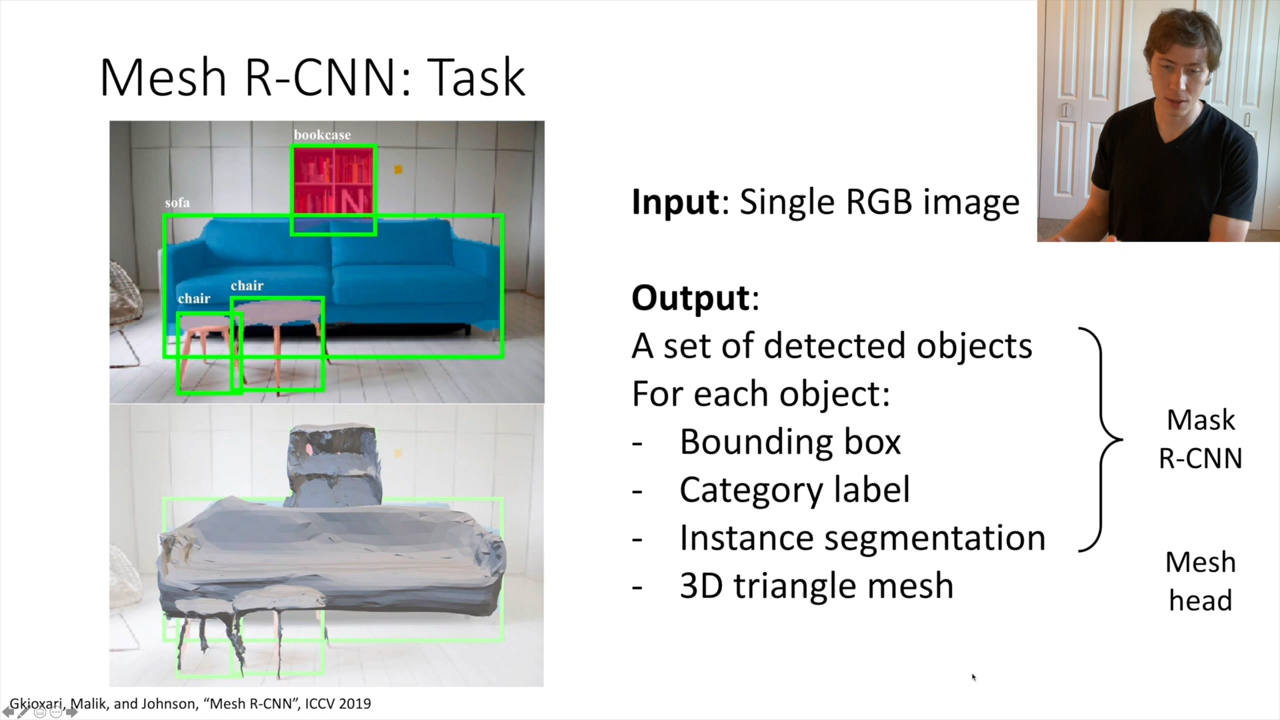 Mesh R-CNN: Task
bookcase
sofa
chair
chair
N
Input: Single RGB image
Output:
A set of detected objects
For each object:
- Bounding box
- Category label
- Instance segmentation
- 3D triangle mesh
Mask
R-CNN
Mesh
head
Gkioxari, Malik, and Johnson, “Mesh R-CNN”, ICCV 2019